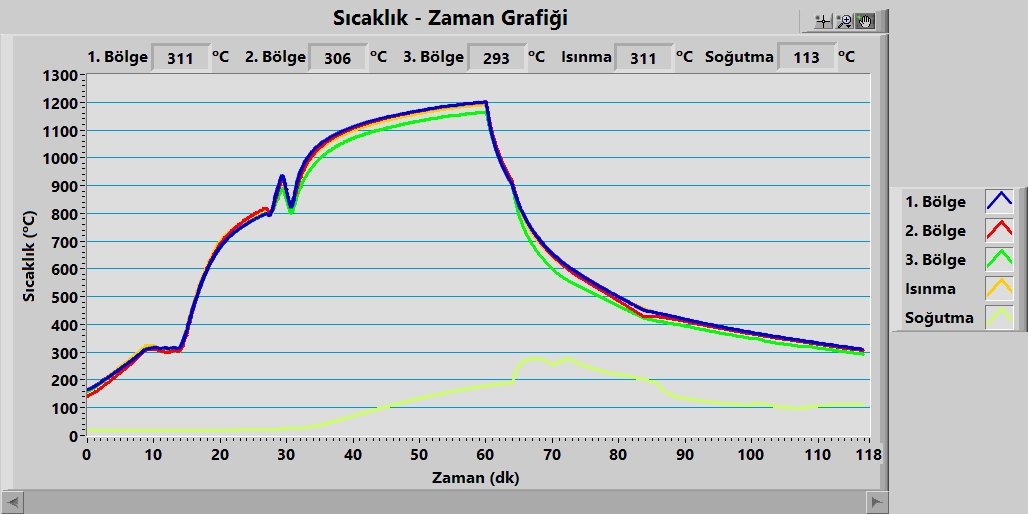 Sıcaklık - Zaman Grafiği
1. Bölge 311 °C 2. Bölge 306 °C 3. Bölge 293 °C Isınma 311 °C Soğutma 113 °C
1300
1200
1100
1000
900
800
700
600
500
400
300
200
100
0
Sıcaklık (°C)
0 10 20 30 40 50 60 70 80 90 100 110 118
Zaman (dk)
1. Bölge
2. Bölge
3. Bölge
Isınma
Soğutma